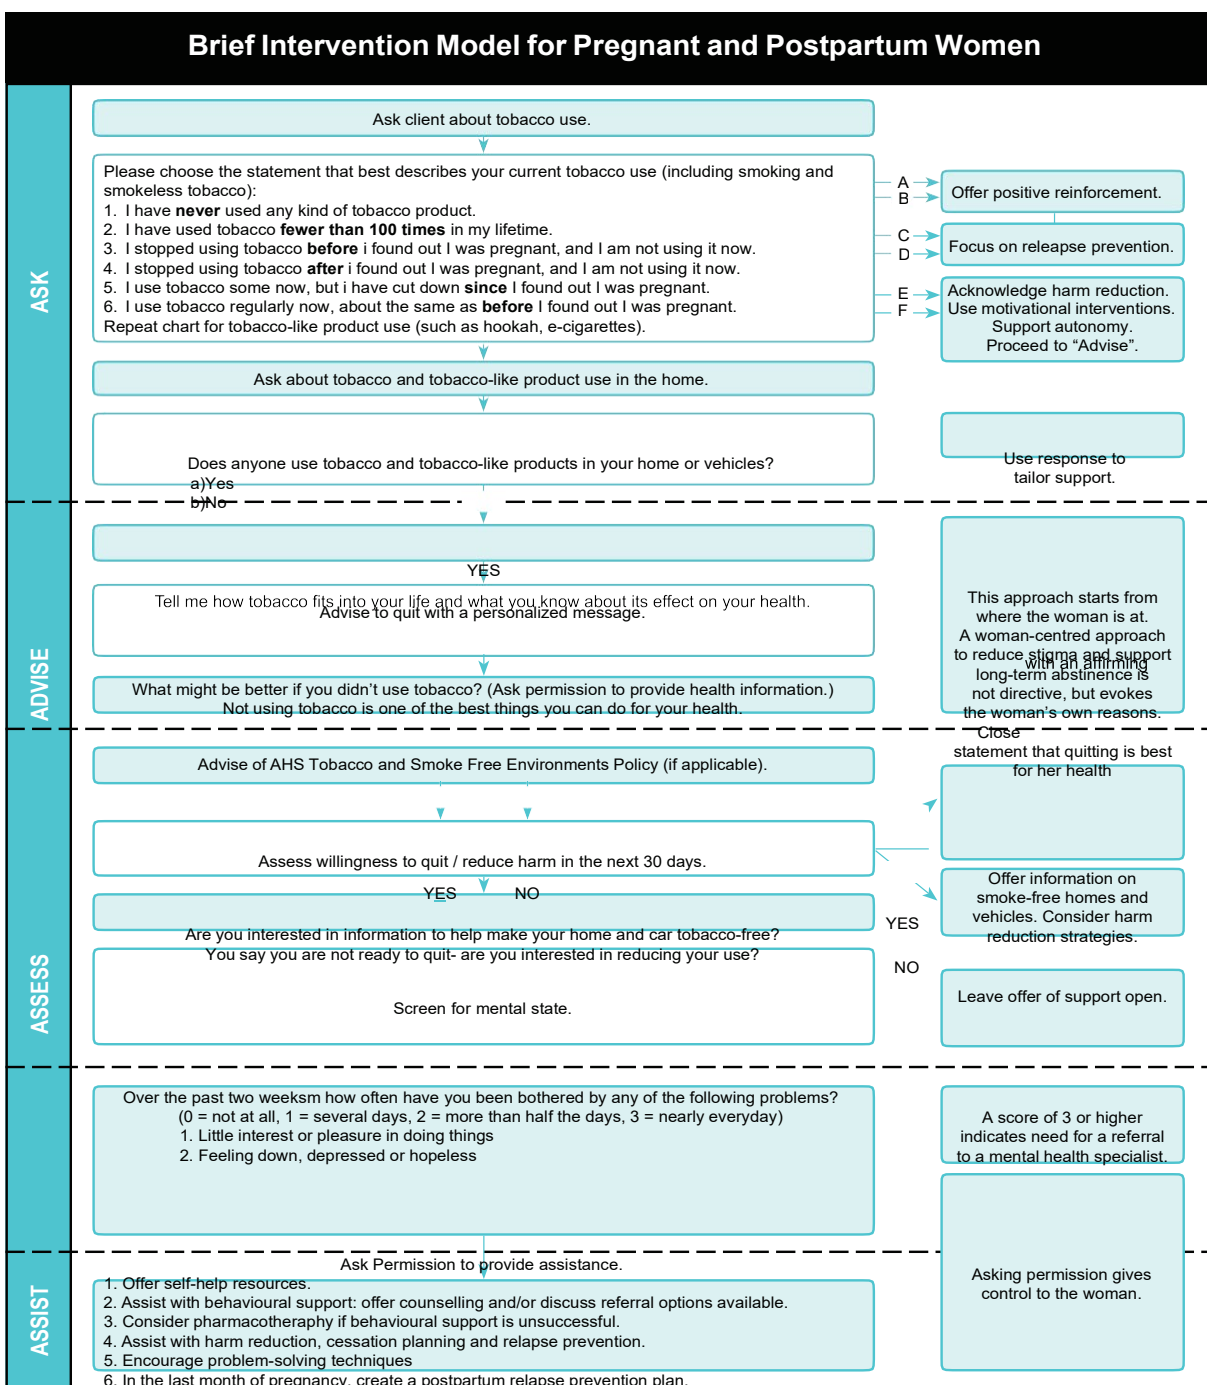 Brief Intervention Model for Pregnant and Postpartum Women
ASK
Ask client about tobacco use.
Please choose the statement that best describes your current tobacco use (including smoking and
smokeless tobacco):
1. I have never used any kind of tobacco product.
2. I have used tobacco fewer than 100 times in my lifetime.
3. I stopped using tobacco before i found out I was pregnant, and I am not using it now.
4. I stopped using tobacco after i found out I was pregnant, and I am not using it now.
5. I use tobacco some now, but i have cut down since I found out I was pregnant.
6. I use tobacco regularly now, about the same as before I found out I was pregnant.
Repeat chart for tobacco-like product use (such as hookah, e-cigarettes).
A
B
C
D
E
F
Offer positive reinforcement.
Focus on releapse prevention.
Acknowledge harm reduction.
Use motivational interventions.
Support autonomy.
Proceed to “Advise”.
Ask about tobacco and tobacco-like product use in the home.
Does anyone use tobacco and tobacco-like products in your home or vehicles?
a)Yes
b)No
Use response to
tailor support.
ADVISE
YES
Tell me how tobacco fits into your life and what you know about its effect on your health.
Advise to quit with a personalized message.
What might be better if you didn’t use tobacco? (Ask permission to provide health information.)
Not using tobacco is one of the best things you can do for your health.
This approach starts from
where the woman is at.
A woman-centred approach
to reduce stigma and support
with an affirming
long-term abstinence is
not directive, but evokes
the woman’s own reasons.
Close
statement that quitting is best
for her health
ASSESS
Advise of AHS Tobacco and Smoke Free Environments Policy (if applicable).
Assess willingness to quit / reduce harm in the next 30 days.
YES
NO
Are you interested in information to help make your home and car tobacco-free?
You say you are not ready to quit- are you interested in reducing your use?
YES
NO
Offer information on
smoke-free homes and
vehicles. Consider harm
reduction strategies.
Screen for mental state.
Leave offer of support open.
Over the past two weeksm how often have you been bothered by any of the following problems?
(0 = not at all, 1 = several days, 2 = more than half the days, 3 = nearly everyday)
1. Little interest or pleasure in doing things
2. Feeling down, depressed or hopeless
A score of 3 or higher
indicates need for a referral
to a mental health specialist.
ASSIST
Ask Permission to provide assistance.
1. Offer self-help resources.
2. Assist with behavioural support: offer counselling and/or discuss referral options available.
3. Consider pharmacotheraphy if behavioural support is unsuccessful.
4. Assist with harm reduction, cessation planning and relapse prevention.
5. Encourage problem-solving techniques
6. In the last month of pregnancy, create a postpartum relapse prevention plan.
Asking permission gives
control to the woman.